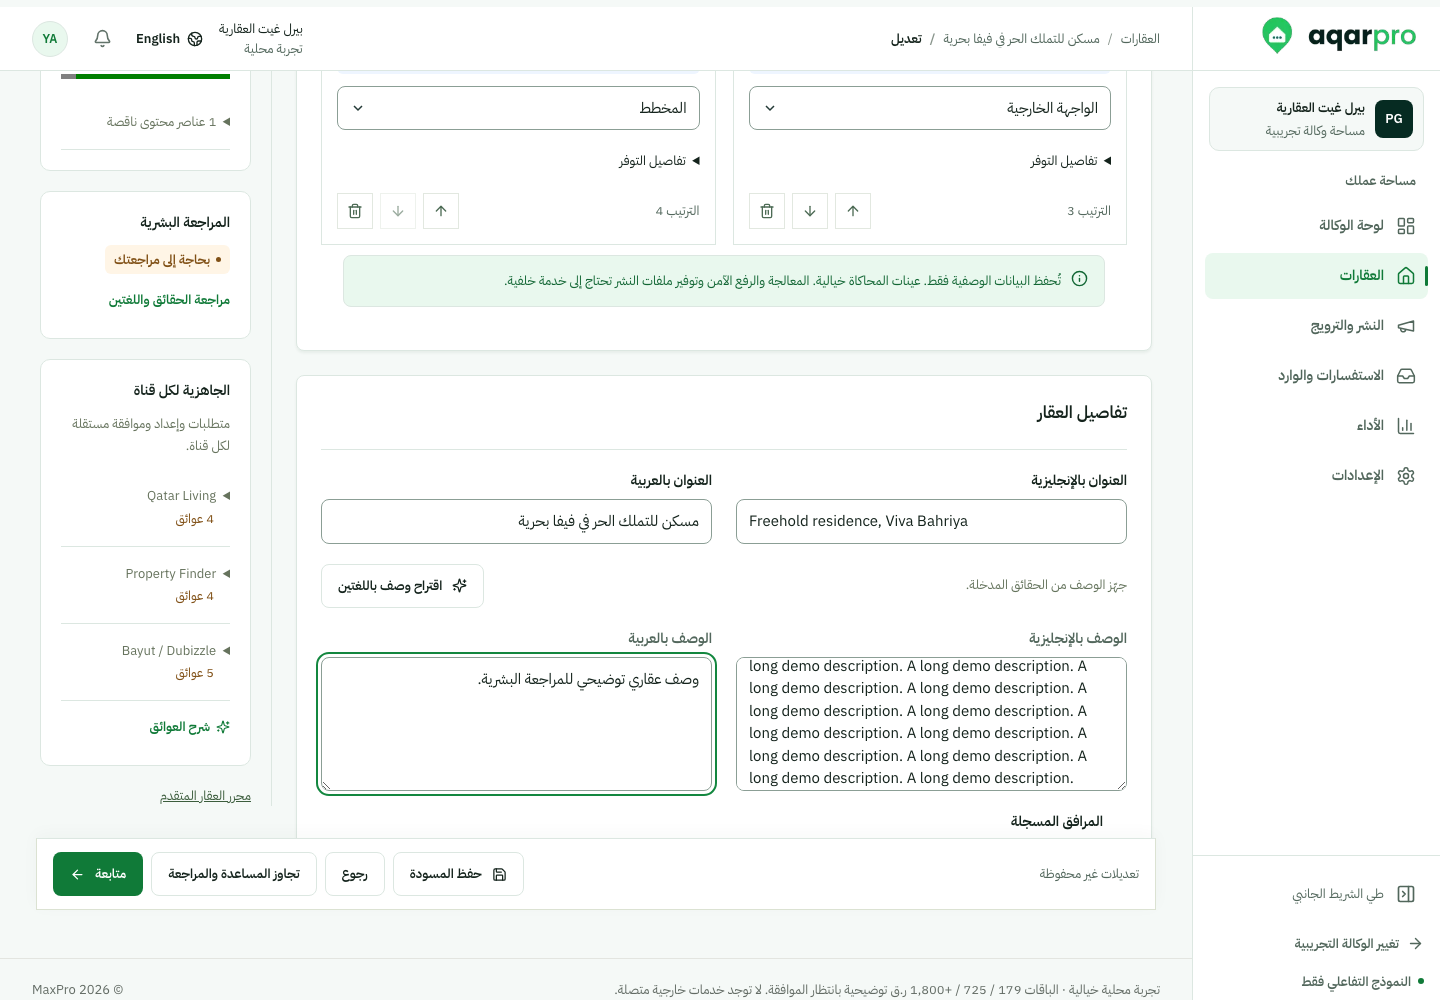 aqarpro
العقارات / مسكن للتملك الحر في فيفا بحرية / تعديل
بيرل غيت العقارية
تجربة محلية
English
YA
PG
بيرل غيت العقارية
مساحة وكالة تجريبية
مساحة عملك
لوحة الوكالة
العقارات
النشر والترويج
الاستفسارات والوارد
الأداء
الإعدادات
طي الشريط الجانبي
تغيير الوكالة التجريبية
النموذج التفاعلي فقط
الواجهة الخارجية
المخطط
تفاصيل التوفر
تفاصيل التوفر
الترتيب 3
الترتيب 4
تُحفظ البيانات الوصفية فقط. عينات المحاكاة خيالية. المعالجة والرفع الآمن وتوفير ملفات النشر تحتاج إلى خدمة خلفية.
تفاصيل العقار
العنوان بالإنجليزية
العنوان بالعربية
Freehold residence, Viva Bahriya
مسكن للتملك الحر في فيفا بحرية
جهّز الوصف من الحقائق المدخلة.
اقتراح وصف باللغتين
الوصف بالإنجليزية
الوصف بالعربية
long demo description. A long demo description. A
long demo description. A long demo description. A
long demo description. A long demo description. A
long demo description. A long demo description. A
long demo description. A long demo description. A
long demo description. A long demo description.
وصف عقاري توضيحي للمراجعة البشرية.
المرافق المسجلة
1 عناصر محتوى ناقصة
المراجعة البشرية
بحاجة إلى مراجعتك
مراجعة الحقائق واللغتين
الجاهزية لكل قناة
متطلبات وإعداد وموافقة مستقلة
لكل قناة.
Qatar Living
4 عوائق
Property Finder
4 عوائق
Bayut / Dubizzle
5 عوائق
شرح العوائق
محرر العقار المتقدم
تعديلات غير محفوظة
حفظ المسودة
رجوع
تجاوز المساعدة والمراجعة
متابعة
تجربة محلية خيالية · الباقات 179 / 725 / +1,800 ر.ق توضيحية بانتظار الموافقة. لا توجد خدمات خارجية متصلة.
© 2026 MaxPro